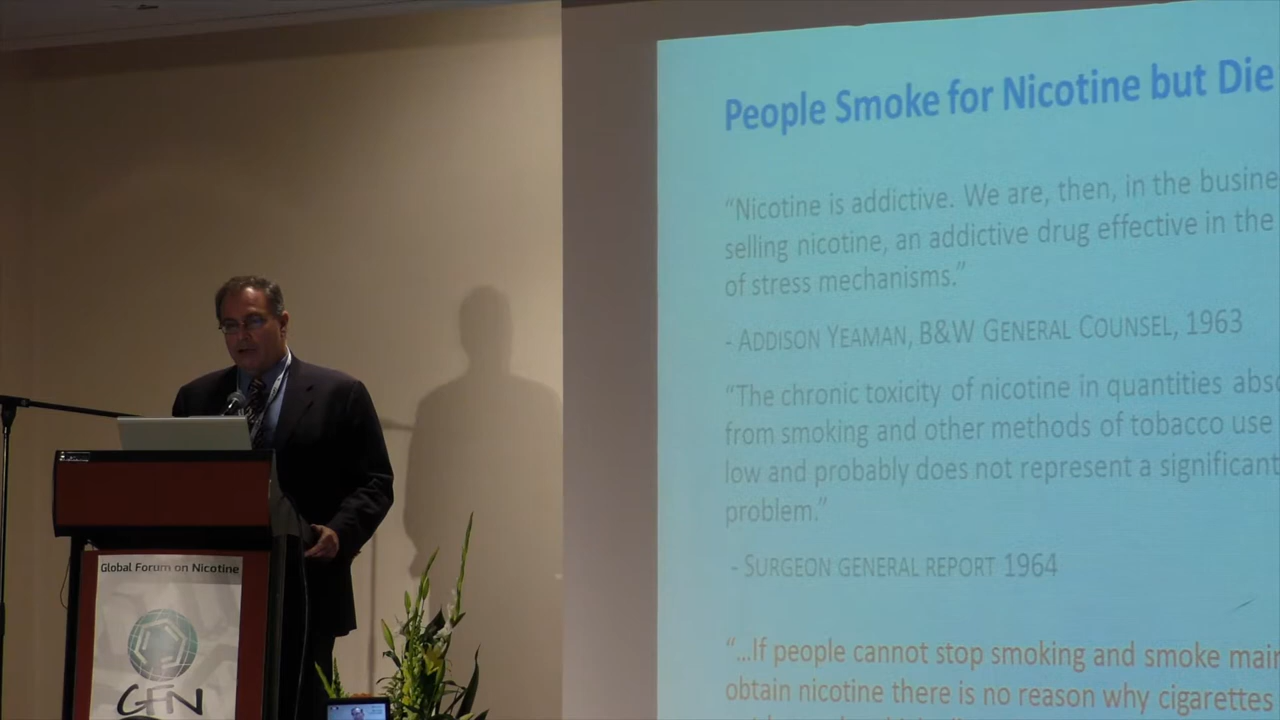 People Smoke for Nicotine but Die
“Nicotine is addictive. We are, then, in the busine
selling nicotine, an addictive drug effective in the
of stress mechanisms.”
- ADDISON YEAMAN, B&W GENERAL COUNSEL, 1963
“The chronic toxicity of nicotine in quantities abso
from smoking and other methods of tobacco use
low and probably does not represent a significant
problem.”
- SURGEON GENERAL REPORT 1964
“...If people cannot stop smoking and smoke main
obtain nicotine there is no reason why cigarettes
Global Forum on Nicotine
GFN